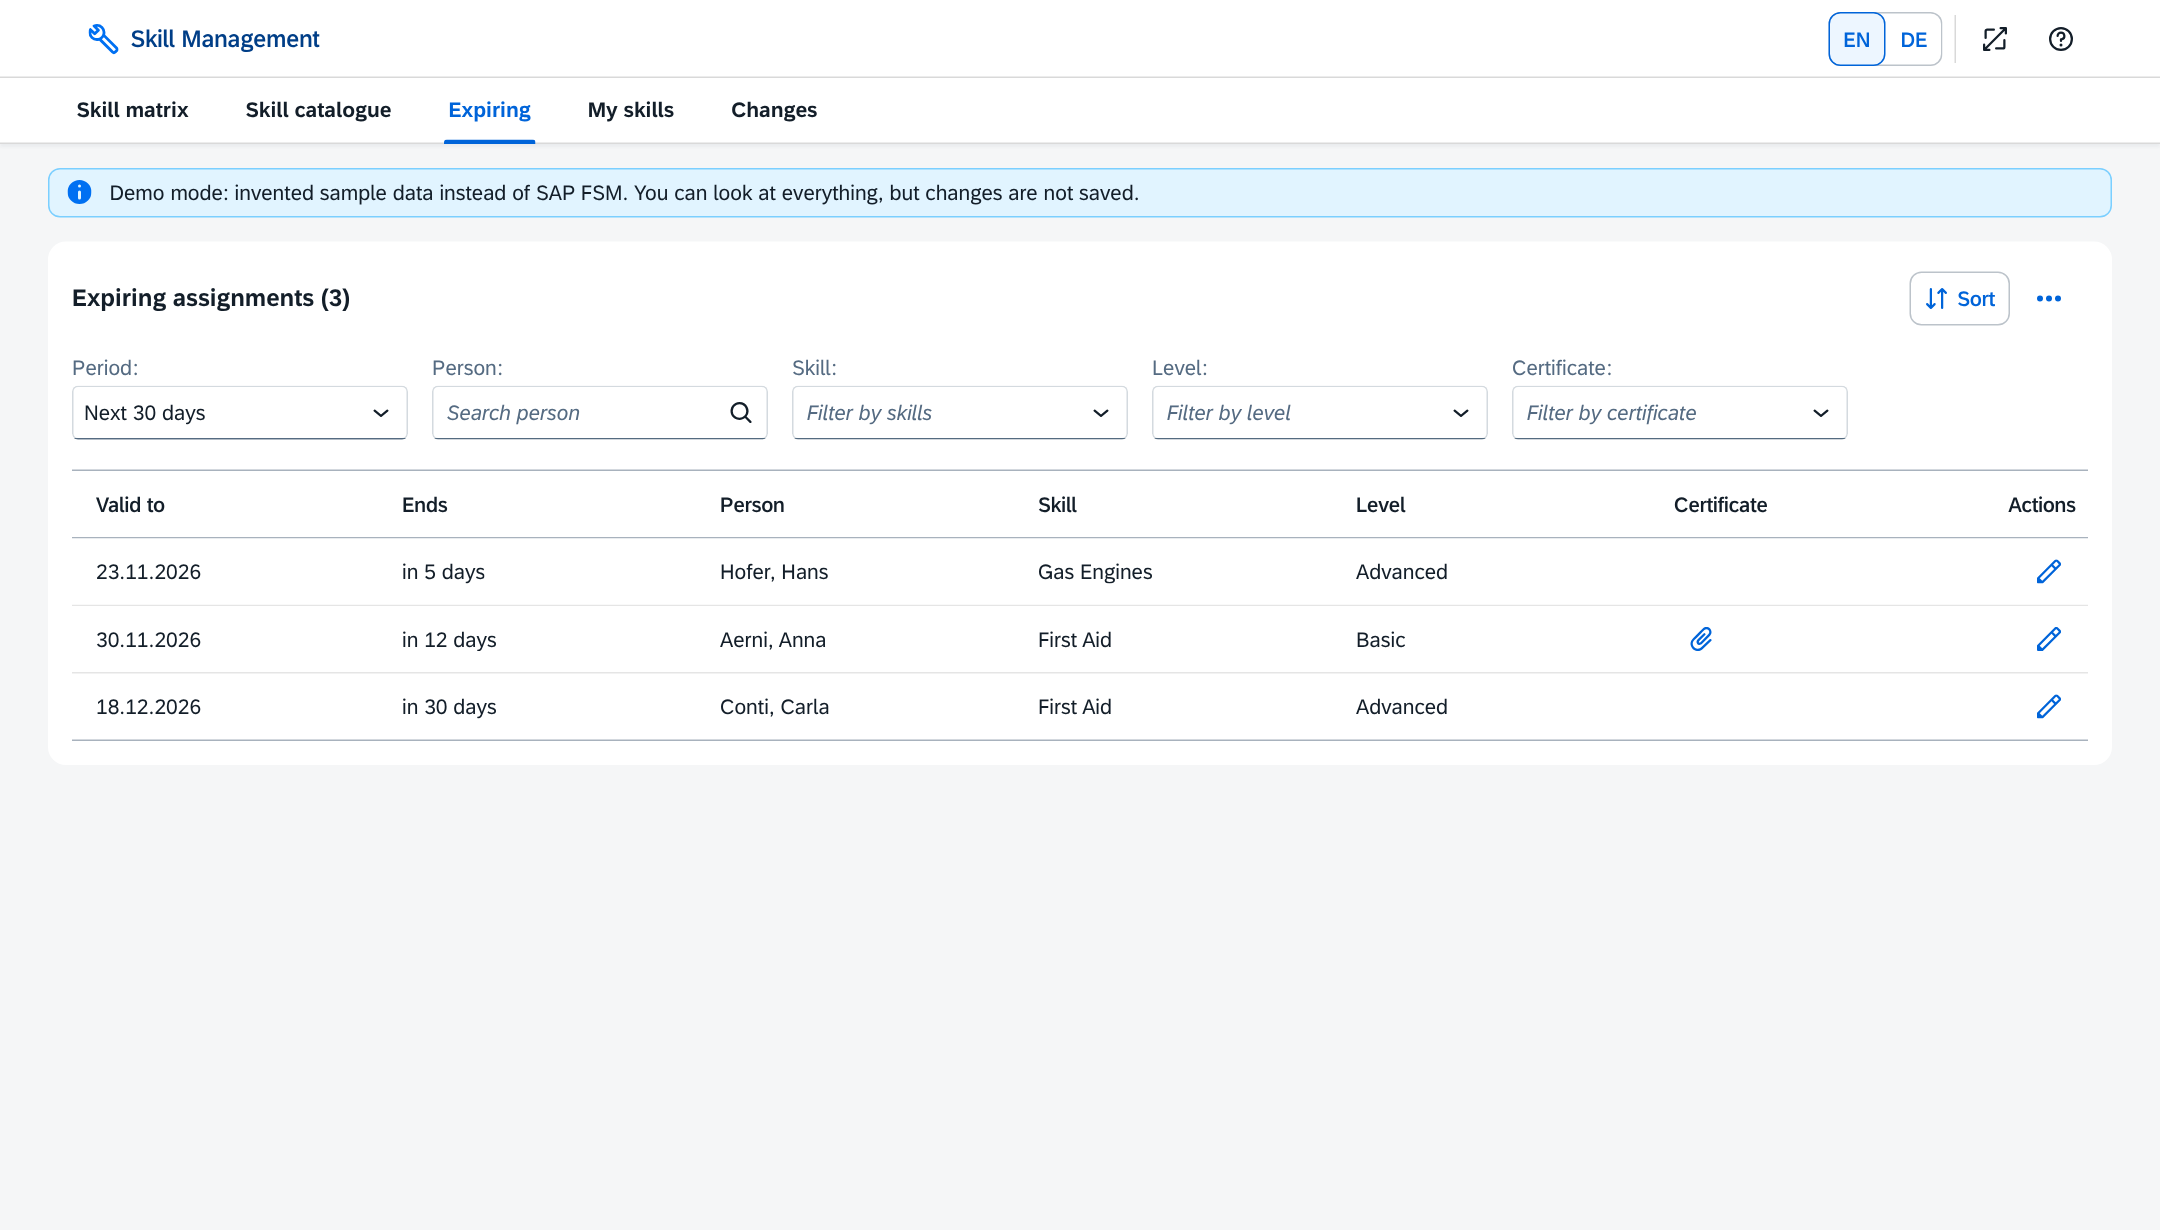 Skill Management
EN DE
Skill matrix Skill catalogue Expiring My skills Changes
Demo mode: invented sample data instead of SAP FSM. You can look at everything, but changes are not saved.
Expiring assignments (3)
Sort
Period: Person: Skill: Level: Certificate:
Next 30 days Search person Filter by skills Filter by level Filter by certificate
Valid to Ends Person Skill Level Certificate Actions
23.11.2026 in 5 days Hofer, Hans Gas Engines Advanced
30.11.2026 in 12 days Aerni, Anna First Aid Basic
18.12.2026 in 30 days Conti, Carla First Aid Advanced